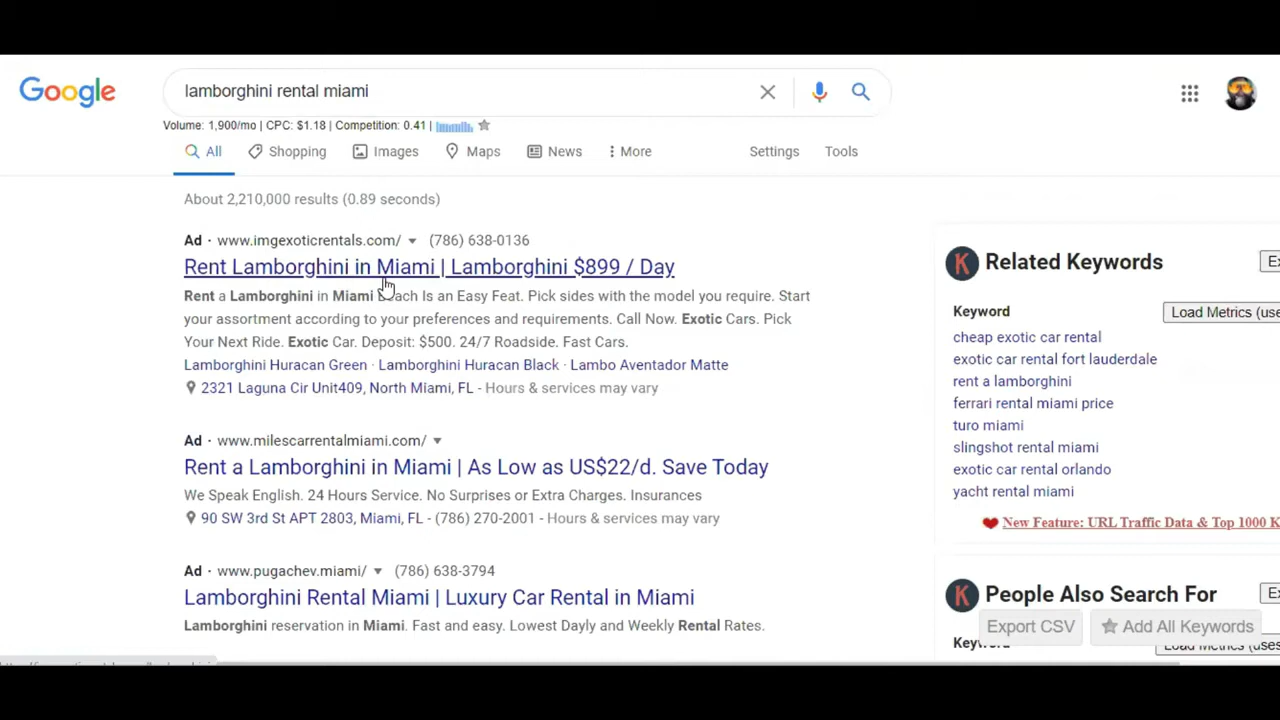 Google
lamborghini rental miami
Volume: 1,900/mo | CPC: $1.18 | Competition: 0.41 |
All Shopping Images Maps News More Settings Tools
About 2,210,000 results (0.89 seconds)
Ad · www.imgexoticrentals.com/ (786) 638-0136
Rent Lamborghini in Miami | Lamborghini $899 / Day
Rent a Lamborghini in Miami Beach Is an Easy Feat. Pick sides with the model you require. Start
your assortment according to your preferences and requirements. Call Now. Exotic Cars. Pick
Your Next Ride. Exotic Car. Deposit: $500. 24/7 Roadside. Fast Cars.
Lamborghini Huracan Green · Lamborghini Huracan Black · Lambo Aventador Matte
2321 Laguna Cir Unit409, North Miami, FL - Hours & services may vary
Ad · www.milescarrentalmiami.com/
Rent a Lamborghini in Miami | As Low as US$22/d. Save Today
We Speak English. 24 Hours Service. No Surprises or Extra Charges. Insurances
90 SW 3rd St APT 2803, Miami, FL - (786) 270-2001 - Hours & services may vary
Ad · www.pugachev.miami/ (786) 638-3794
Lamborghini Rental Miami | Luxury Car Rental in Miami
Lamborghini reservation in Miami. Fast and easy. Lowest Dayly and Weekly Rental Rates.
K Related Keywords Ex
Keyword Load Metrics (use
cheap exotic car rental
exotic car rental fort lauderdale
rent a lamborghini
ferrari rental miami price
turo miami
slingshot rental miami
exotic car rental orlando
yacht rental miami
New Feature: URL Traffic Data & Top 1000 K
K People Also Search For Ex
Export CSV Add All Keywords
Keyword Load Metrics (uses